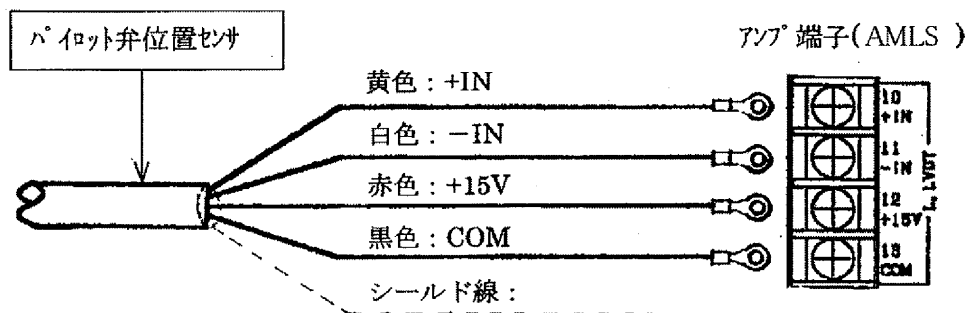 パイロット弁位置センサ
アンプ端子(AMLS)
黄色：+IN
白色：−IN
赤色：+15V
黒色：COM
シールド線：
10
+IN
11
-IN
12
+15V
13
COM
LVDT